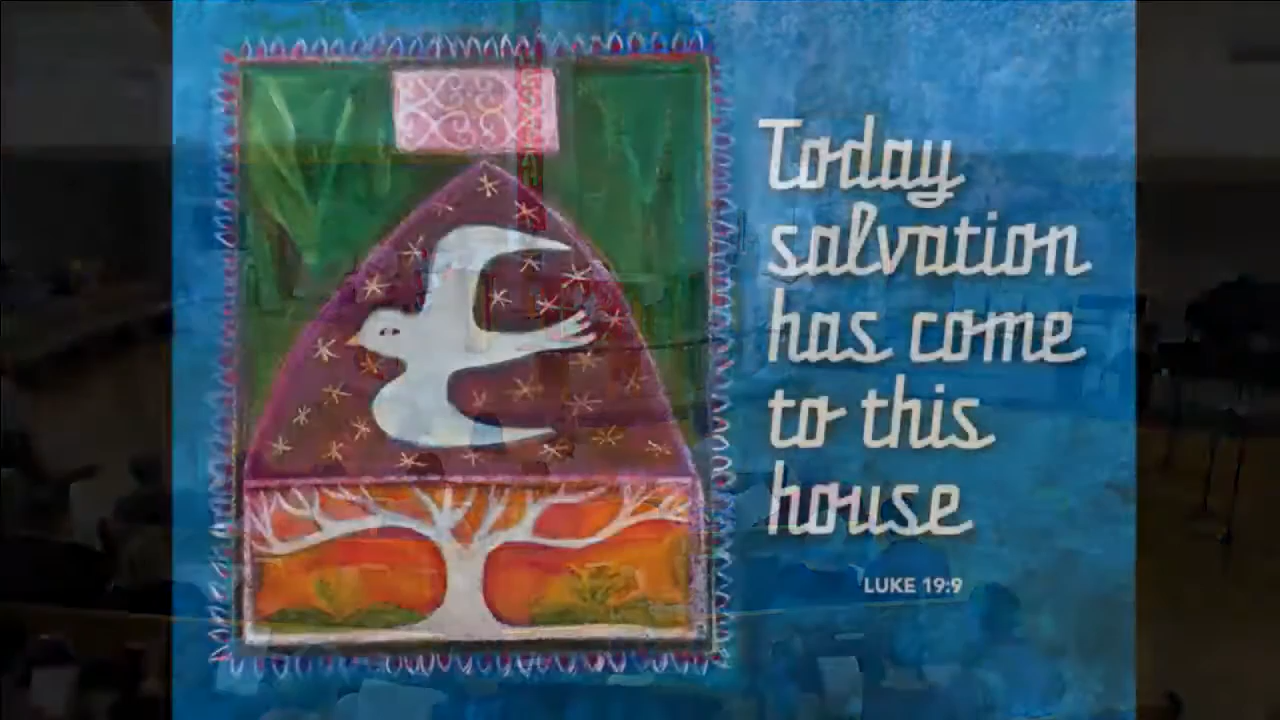 Today
salvation
has come
to this
house
LUKE 19:9